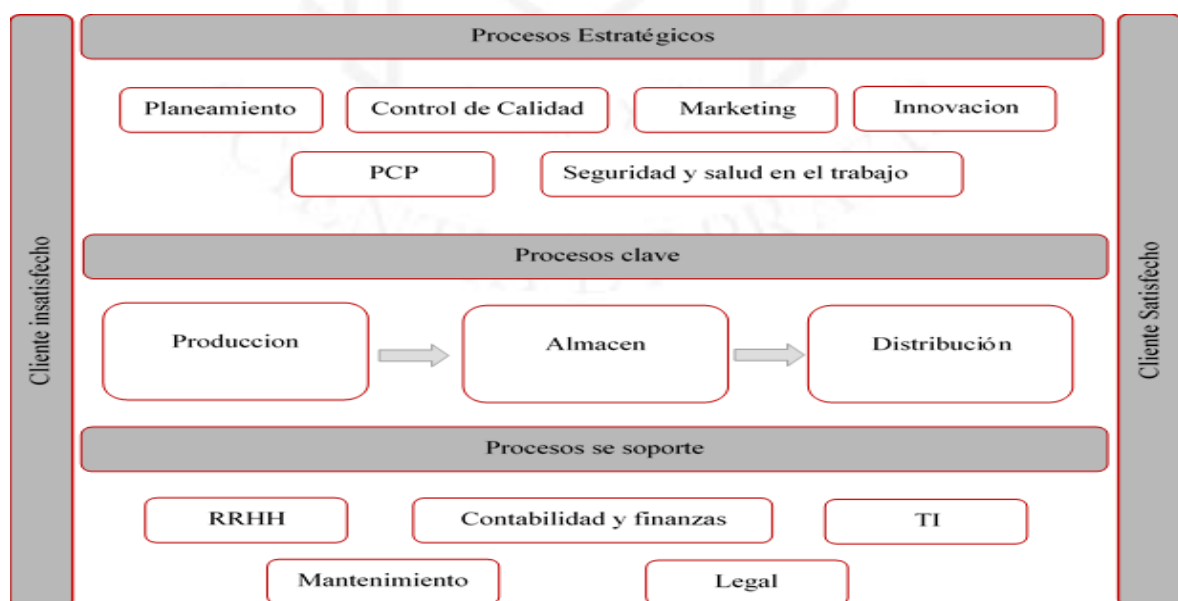 Procesos Estratégicos
Planeamiento
Control de Calidad
Marketing
Innovacion
PCP
Seguridad y salud en el trabajo
Cliente insatisfecho
Procesos clave
Produccion
Almacen
Distribución
Cliente Satisfecho
Procesos se soporte
RRHH
Contabilidad y finanzas
TI
Mantenimiento
Legal